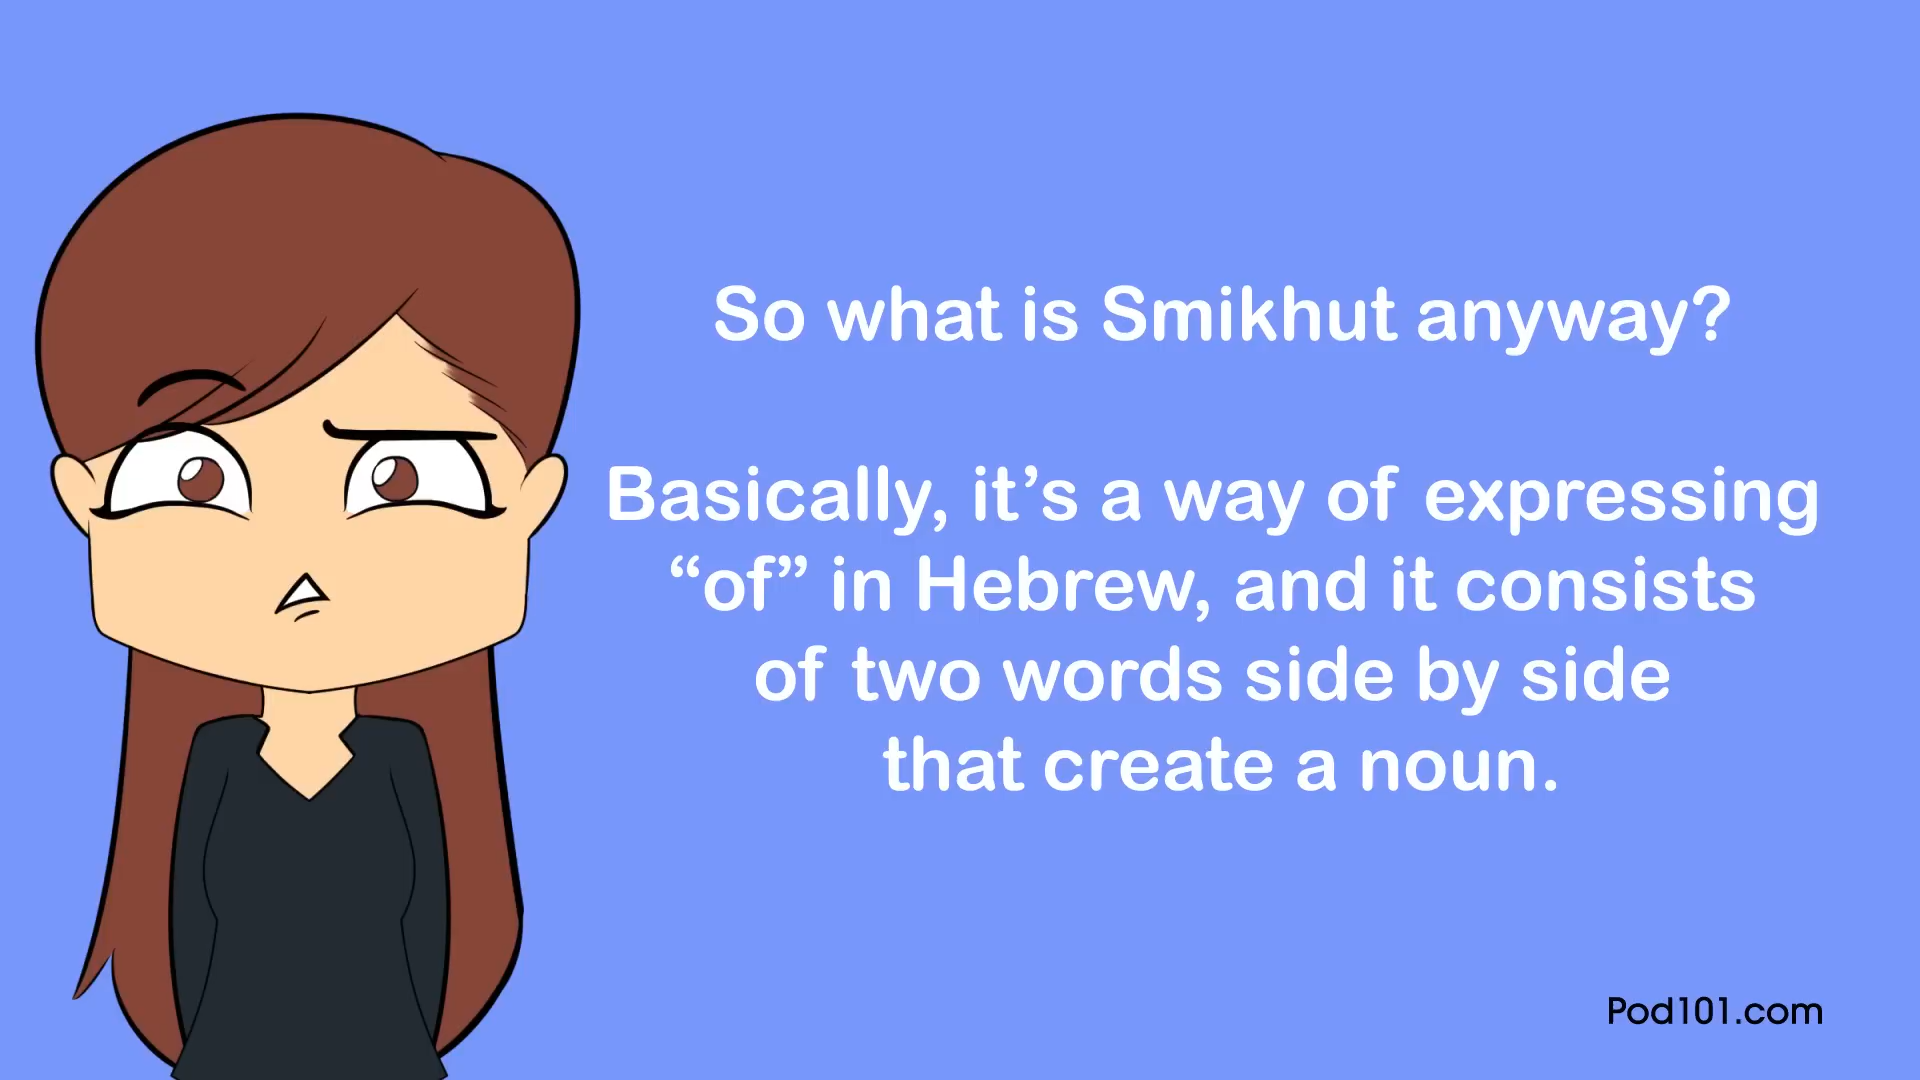 So what is Smikhut anyway?
Basically, it’s a way of expressing
“of” in Hebrew, and it consists
of two words side by side
that create a noun.
Pod101.com